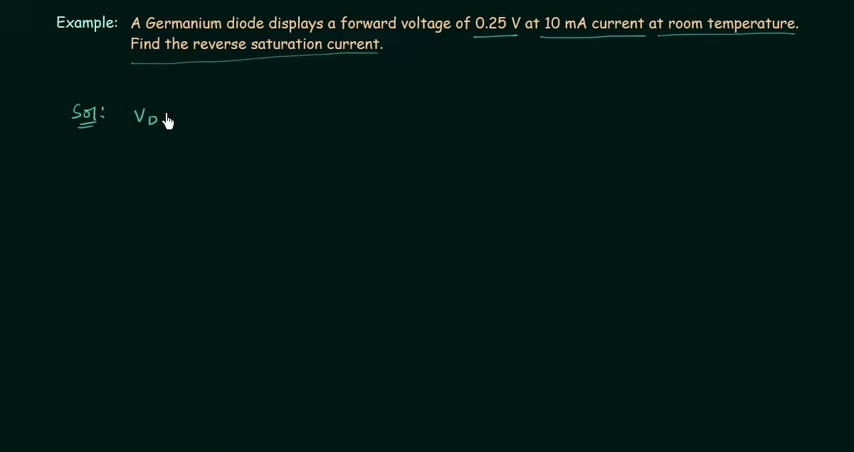 Example: A Germanium diode displays a forward voltage of 0.25 V at 10 mA current at room temperature.
Find the reverse saturation current.
Sol: VD